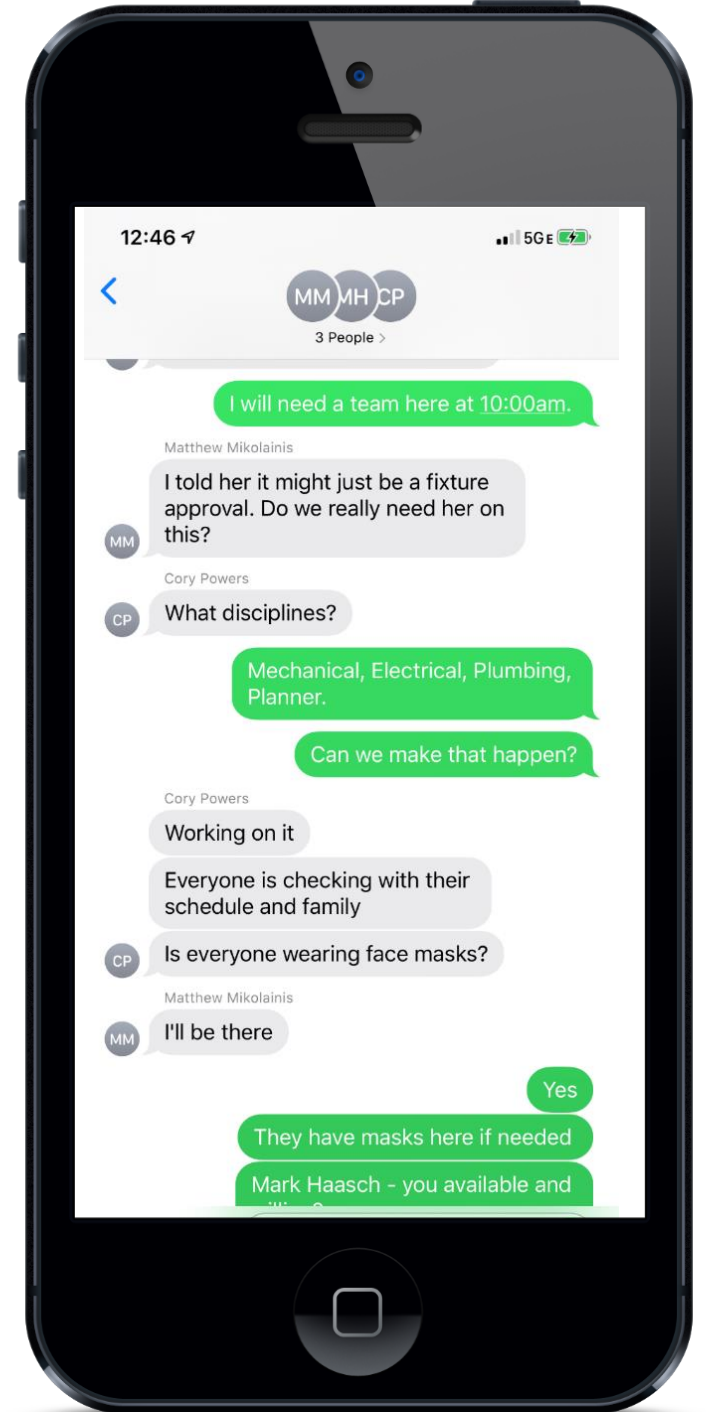 12:46
5GE
MM MH CP
3 People >
I will need a team here at 10:00am.
Matthew Mikolainis
I told her it might just be a fixture
approval. Do we really need her on
this?
MM
Cory Powers
What disciplines?
CP
Mechanical, Electrical, Plumbing,
Planner.
Can we make that happen?
Cory Powers
Working on it
Everyone is checking with their
schedule and family
Is everyone wearing face masks?
CP
Matthew Mikolainis
I'll be there
MM
Yes
They have masks here if needed
Mark Haasch - you available and